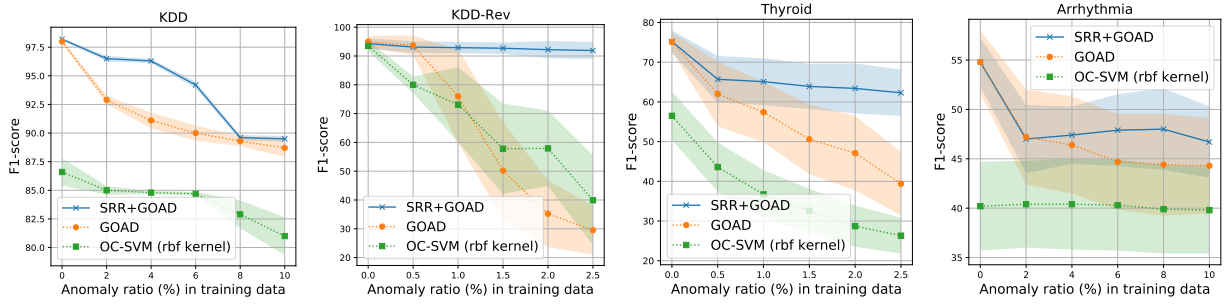 KDD
F1-score
97.5
95.0
92.5
90.0
87.5
85.0
82.5
80.0
SRR+GOAD
GOAD
OC-SVM (rbf kernel)
0 2 4 6 8 10
Anomaly ratio (%) in training data
KDD-Rev
F1-score
100
90
80
70
60
50
40
30
20
SRR+GOAD
GOAD
OC-SVM (rbf kernel)
0.0 0.5 1.0 1.5 2.0 2.5
Anomaly ratio (%) in training data
Thyroid
F1-score
80
70
60
50
40
30
20
SRR+GOAD
GOAD
OC-SVM (rbf kernel)
0.0 0.5 1.0 1.5 2.0 2.5
Anomaly ratio (%) in training data
Arrhythmia
F1-score
55
50
45
40
35
SRR+GOAD
GOAD
OC-SVM (rbf kernel)
0 2 4 6 8 10
Anomaly ratio (%) in training data